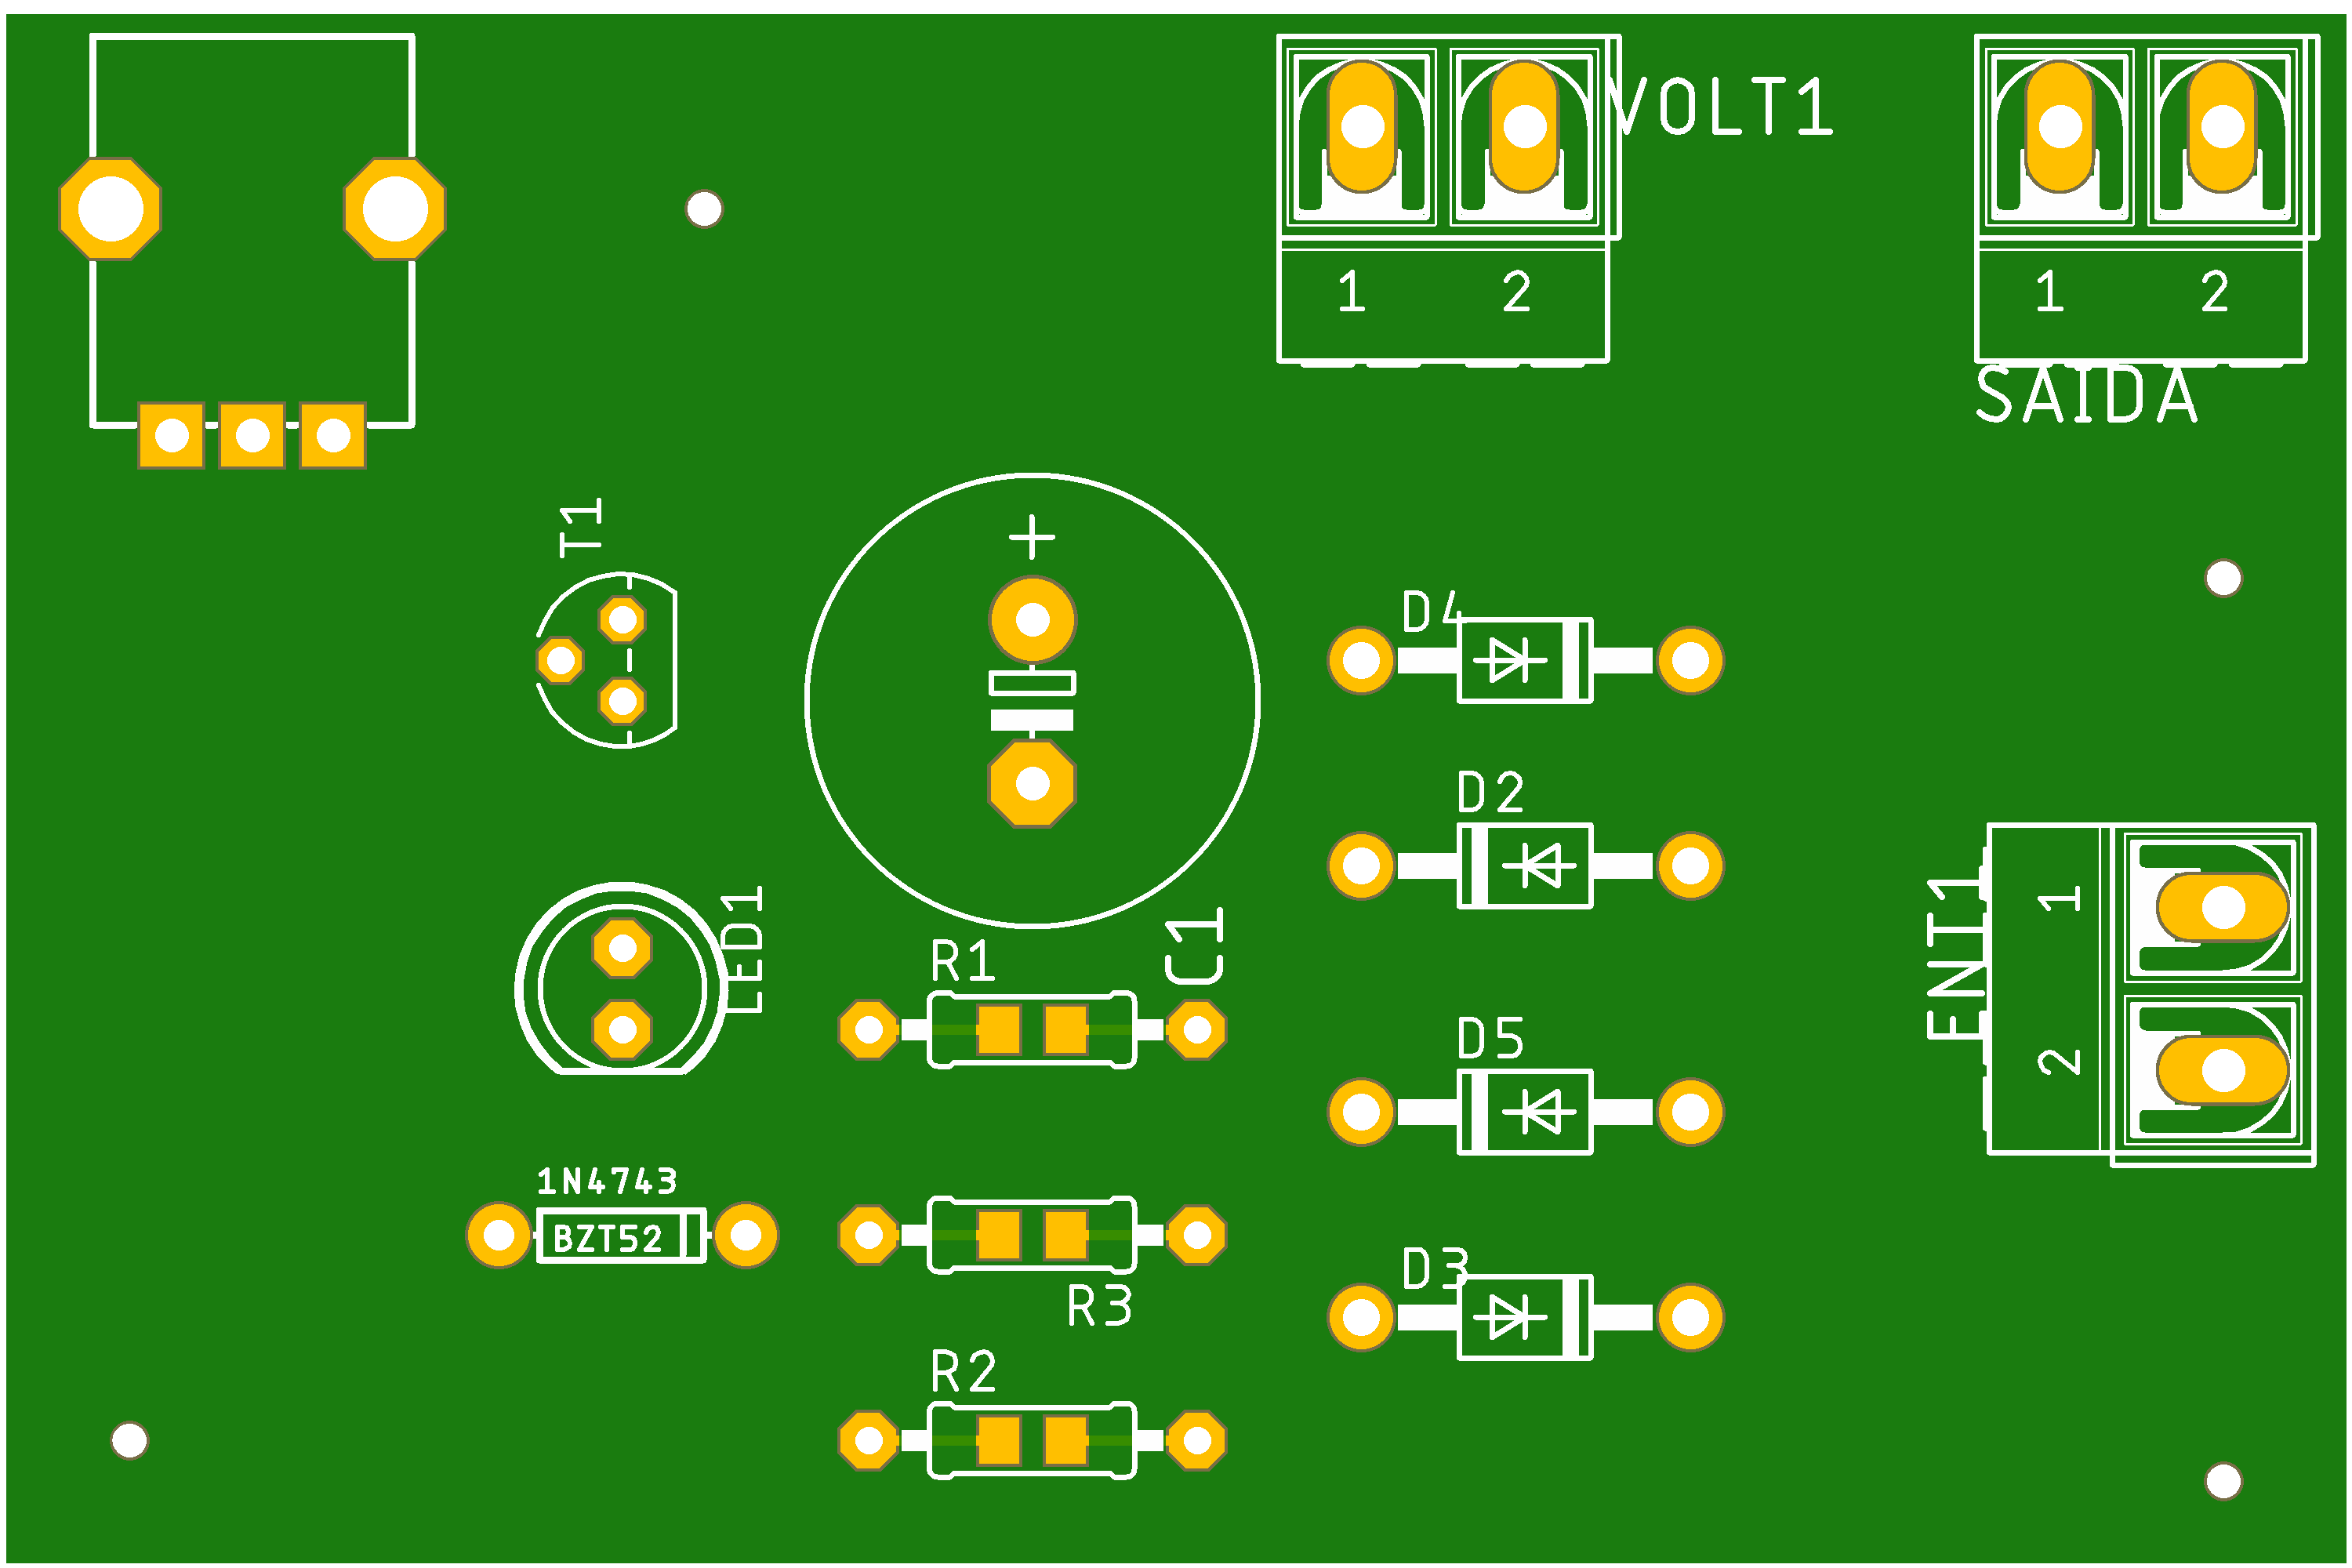 VOLT1
1 2
1 2
SAIDA
T1
+
D4
D2
LED1
C1
ENT1
1
2
R1
D5
1N4743
BZT52
R3
D3
R2